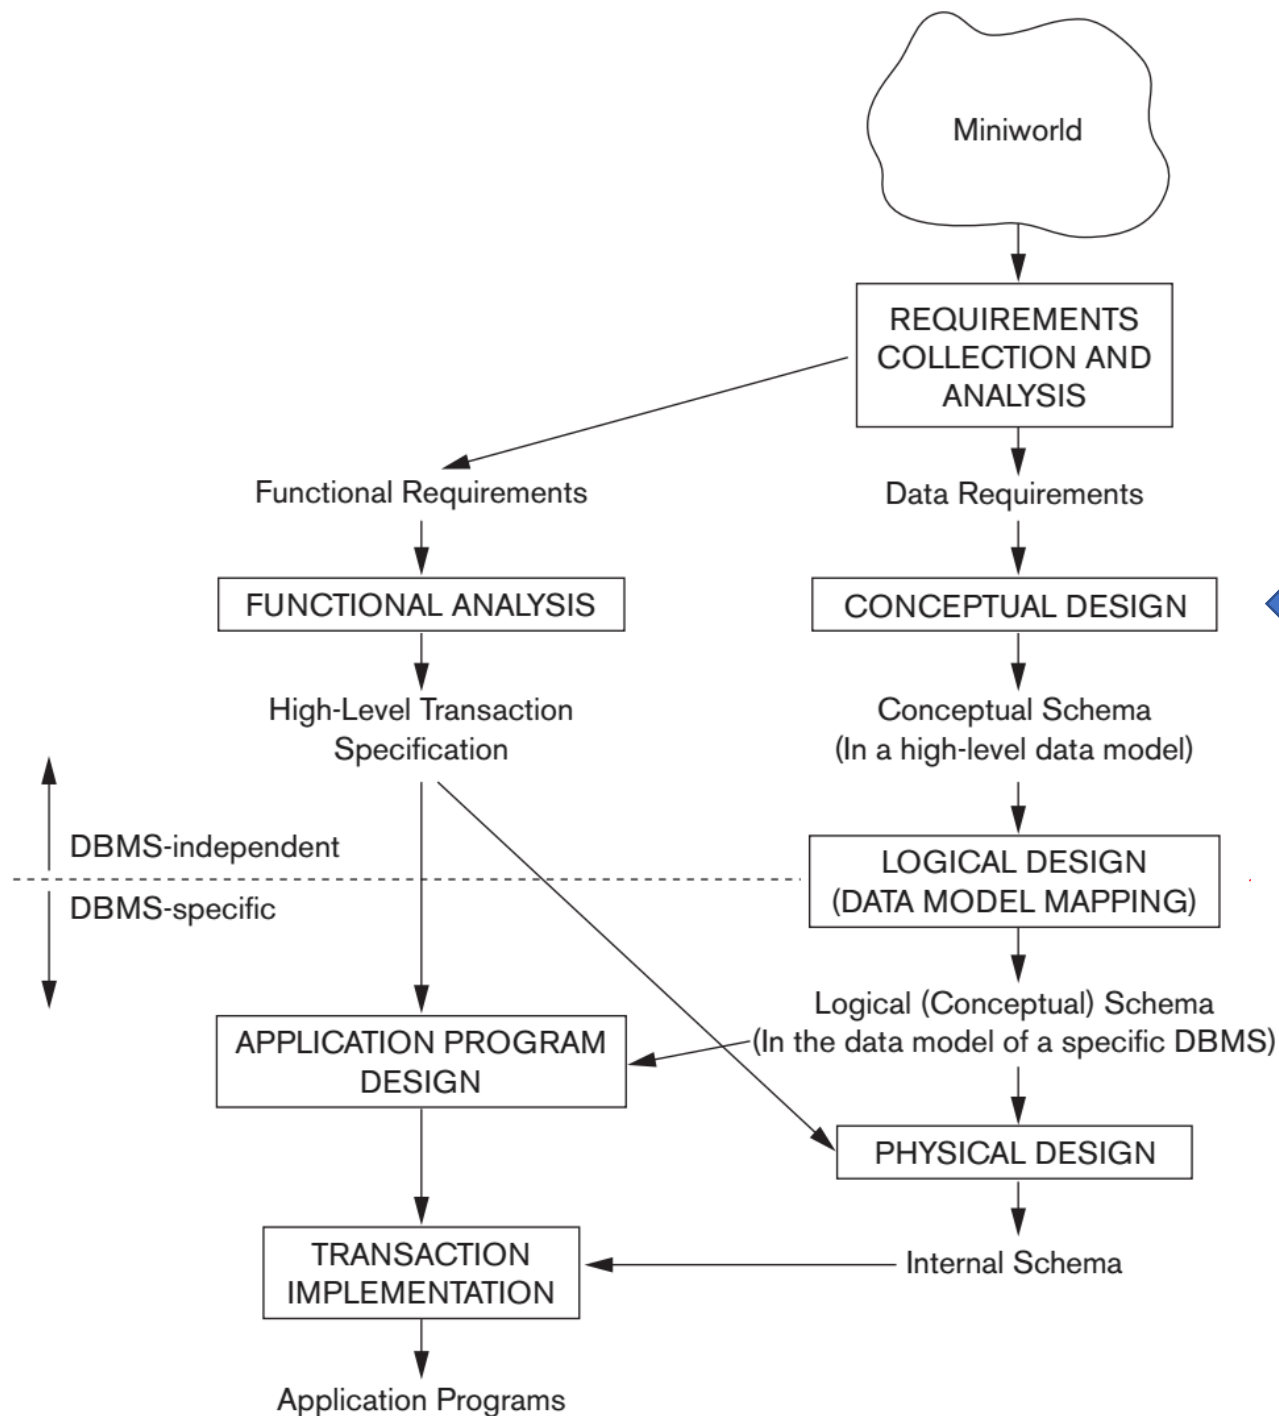 Miniworld
REQUIREMENTS
COLLECTION AND
ANALYSIS
Functional Requirements
Data Requirements
FUNCTIONAL ANALYSIS
CONCEPTUAL DESIGN
High-Level Transaction
Specification
Conceptual Schema
(In a high-level data model)
DBMS-independent
DBMS-specific
LOGICAL DESIGN
(DATA MODEL MAPPING)
Logical (Conceptual) Schema
(In the data model of a specific DBMS)
APPLICATION PROGRAM
DESIGN
PHYSICAL DESIGN
TRANSACTION
IMPLEMENTATION
Internal Schema
Application Programs